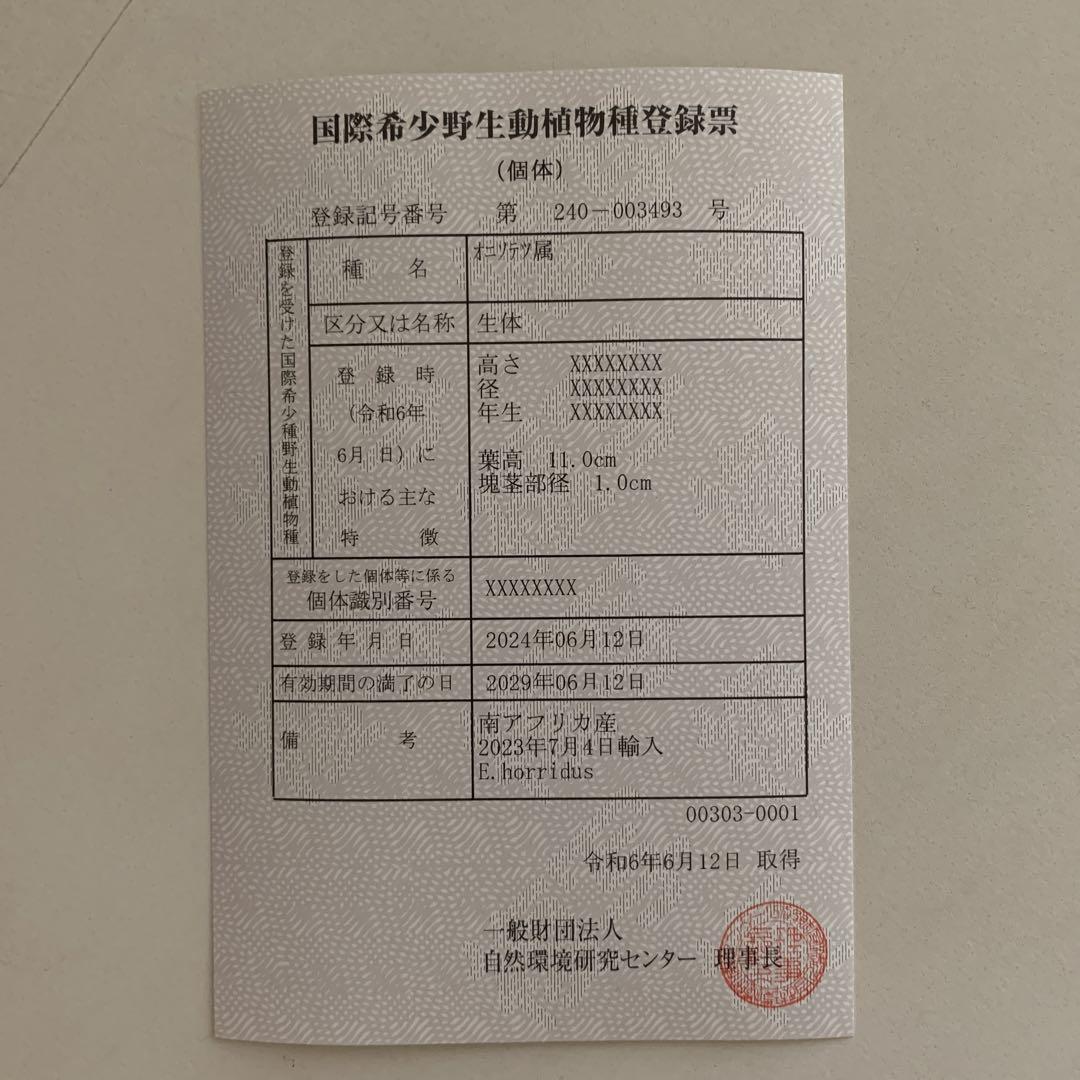 国際希少野生動植物種登録票
(個体)
登録記号番号 第 240－003493 号
登録を受けた国際希少種野生動植物種
種 名
ｵﾆｿﾃﾂ属
区分又は名称
生体
登 録 時
(令和6年
6月 日)に
おける主な
特 徴
高さ XXXXXXXX
径 XXXXXXXX
年生 XXXXXXXX
葉高 11.0cm
塊茎部径 1.0cm
登録をした個体等に係る
個体識別番号
XXXXXXXX
登 録 年 月 日
2024年06月12日
有効期間の満了の日
2029年06月12日
備 考
南アフリカ産
2023年7月4日輸入
E.horridus
00303-0001
令和6年6月12日 取得
一般財団法人
自然環境研究センター 理事長